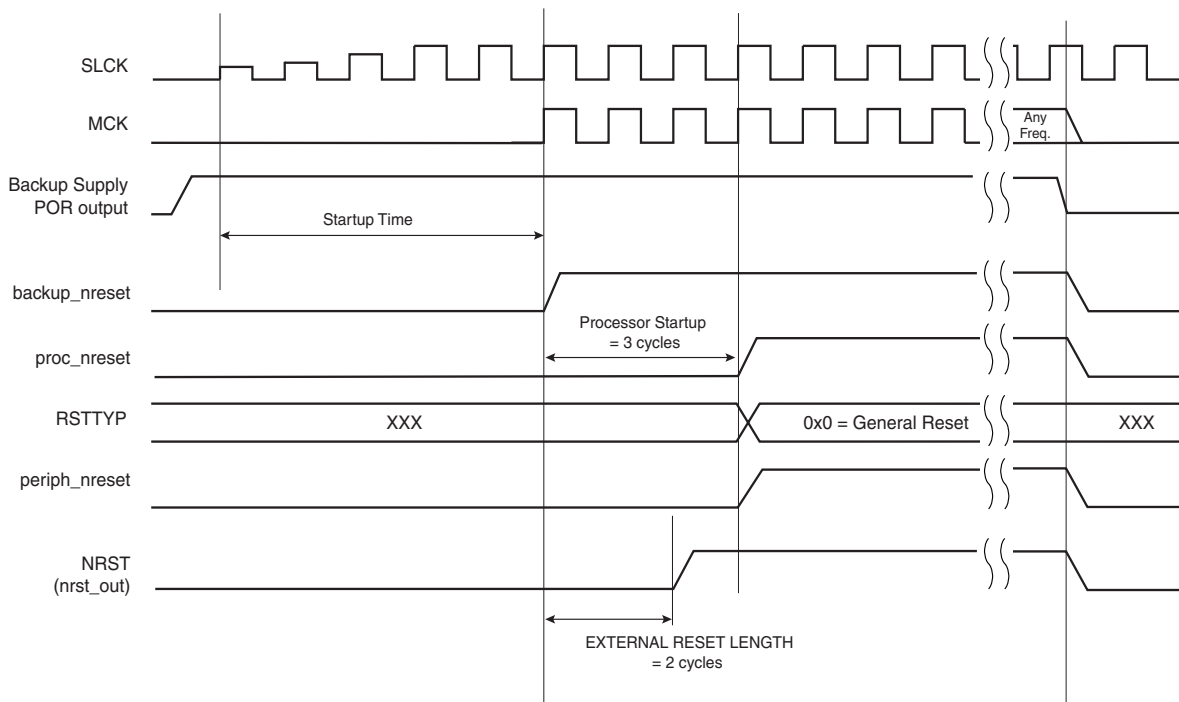 SLCK
MCK
Any
Freq.
Backup Supply
POR output
Startup Time
backup_nreset
Processor Startup
= 3 cycles
proc_nreset
RSTTYP
XXX
0x0 = General Reset
XXX
periph_nreset
NRST
(nrst_out)
EXTERNAL RESET LENGTH
= 2 cycles